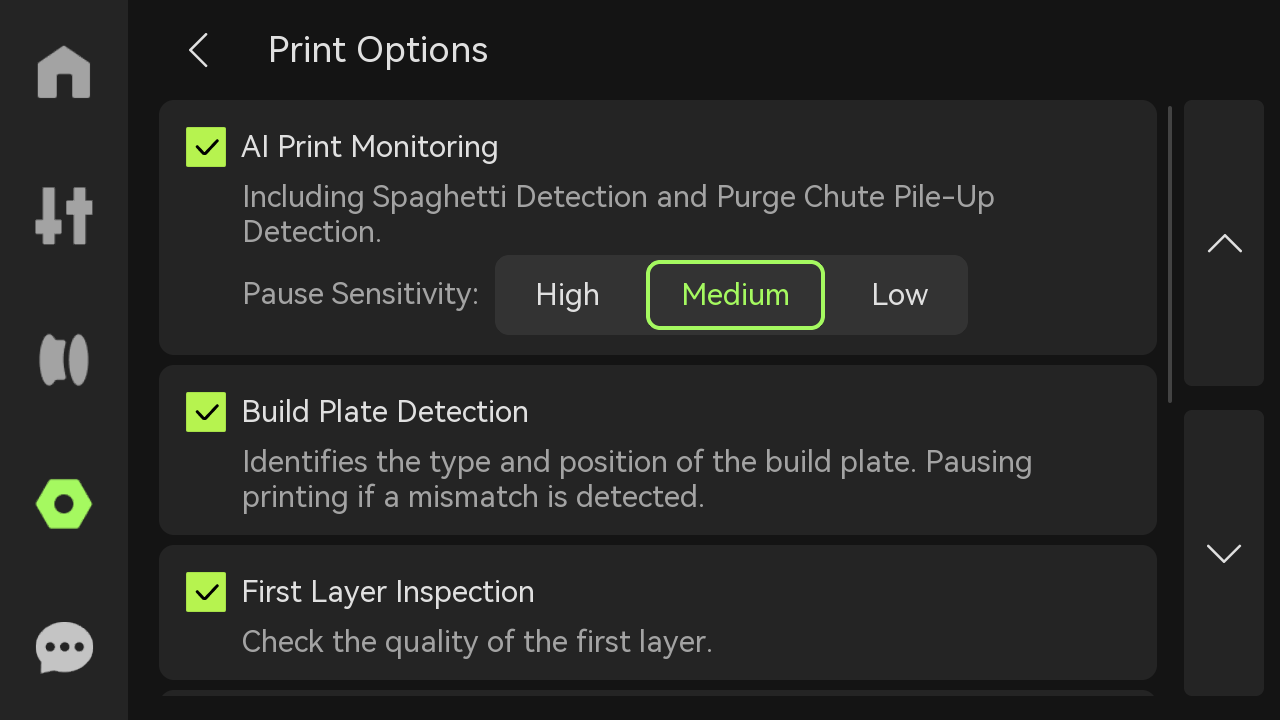 Print Options
AI Print Monitoring
Including Spaghetti Detection and Purge Chute Pile-Up
Detection.
Pause Sensitivity: High Medium Low
Build Plate Detection
Identifies the type and position of the build plate. Pausing
printing if a mismatch is detected.
First Layer Inspection
Check the quality of the first layer.